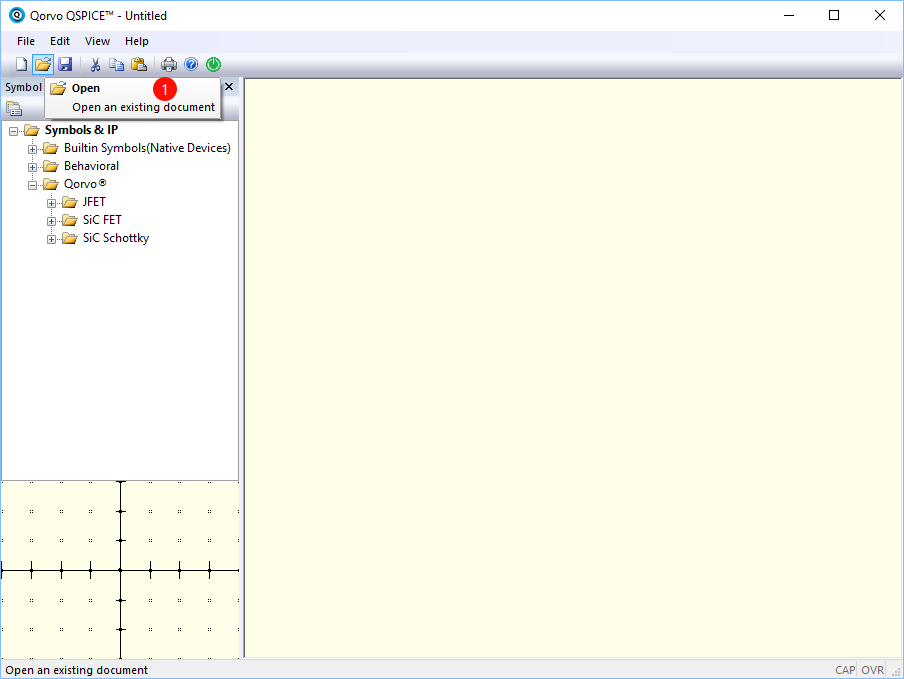 Qorvo QSPICE™ - Untitled
File Edit View Help
Symbol
Open
1
Open an existing document
Symbols & IP
Builtin Symbols(Native Devices)
Behavioral
Qorvo®
JFET
SiC FET
SiC Schottky
Open an existing document
CAP OVR